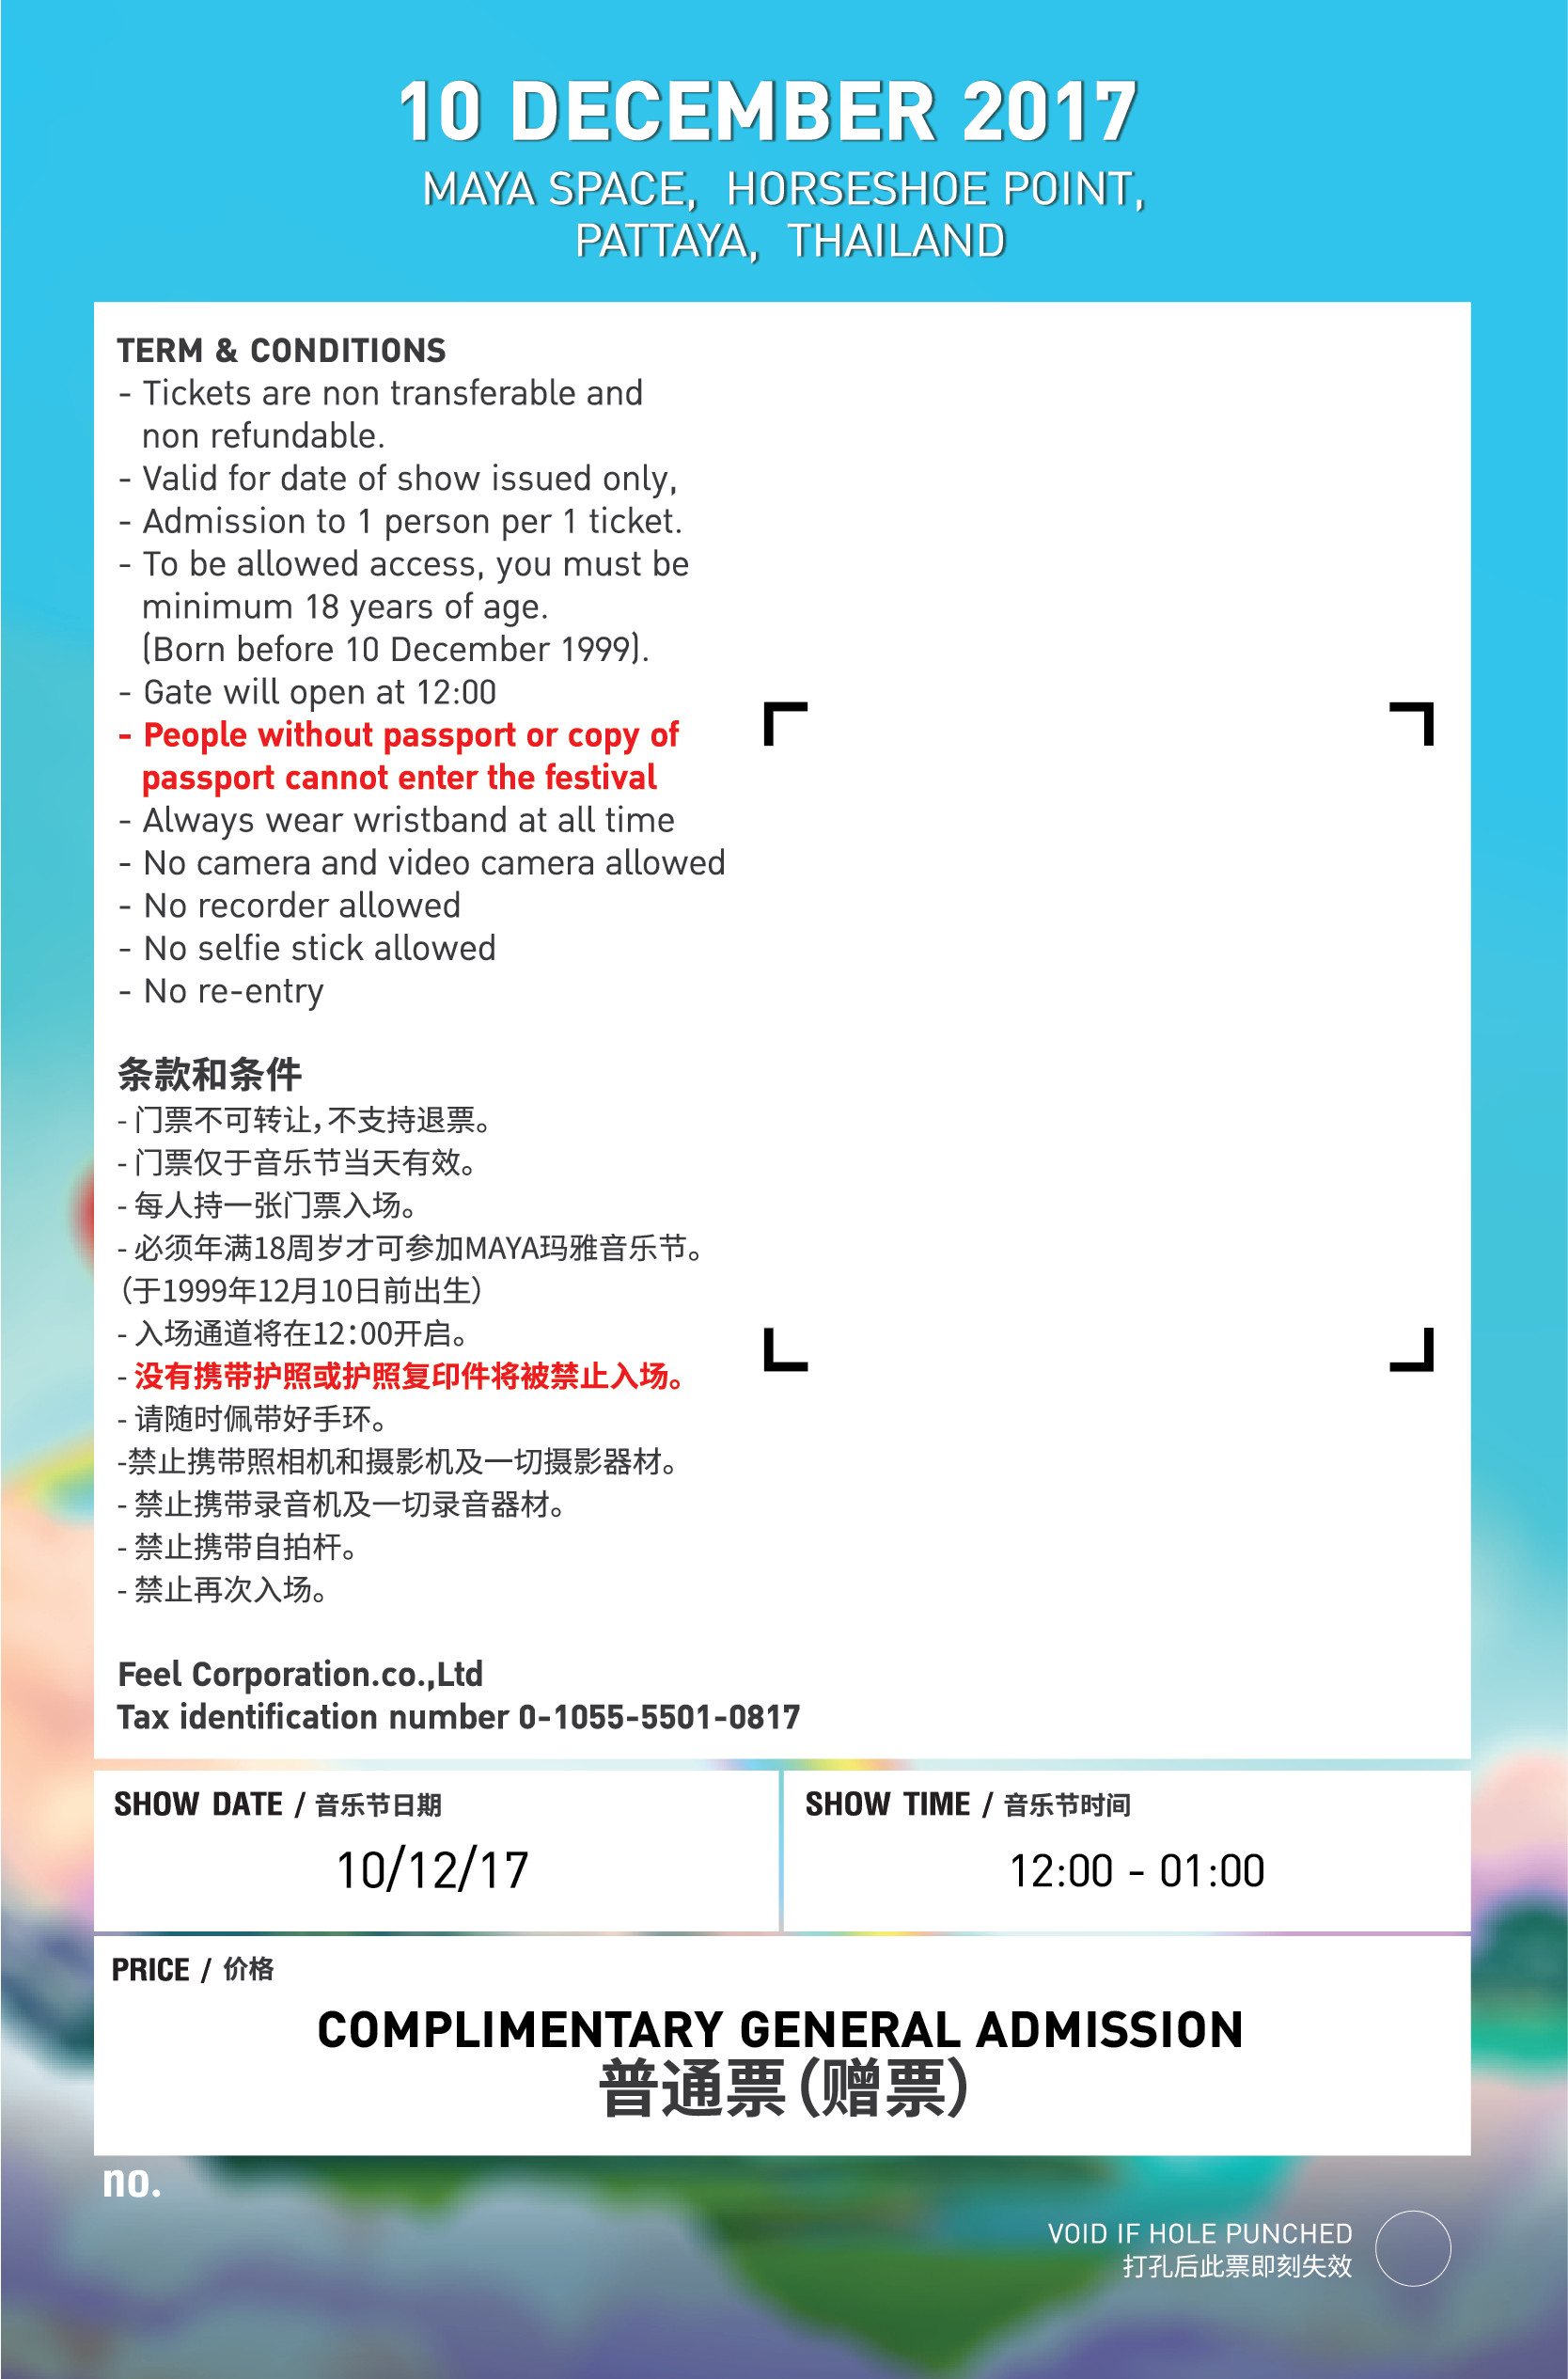 10 DECEMBER 2017
MAYA SPACE, HORSESHOE POINT,
PATTAYA, THAILAND
TERM & CONDITIONS
- Tickets are non transferable and
non refundable.
- Valid for date of show issued only,
- Admission to 1 person per 1 ticket.
- To be allowed access, you must be
minimum 18 years of age.
(Born before 10 December 1999).
- Gate will open at 12:00
- People without passport or copy of
passport cannot enter the festival
- Always wear wristband at all time
- No camera and video camera allowed
- No recorder allowed
- No selfie stick allowed
- No re-entry
条款和条件
- 门票不可转让，不支持退票。
- 门票仅于音乐节当天有效。
- 每人持一张门票入场。
- 必须年满18周岁才可参加MAYA玛雅音乐节。
（于1999年12月10日前出生）
- 入场通道将在12：00开启。
- 没有携带护照或护照复印件将被禁止入场。
- 请随时佩带好手环。
-禁止携带照相机和摄影机及一切摄影器材。
- 禁止携带录音机及一切录音器材。
- 禁止携带自拍杆。
- 禁止再次入场。
Feel Corporation.co.,Ltd
Tax identification number 0-1055-5501-0817
SHOW DATE / 音乐节日期
10/12/17
SHOW TIME / 音乐节时间
12:00 - 01:00
PRICE / 价格
COMPLIMENTARY GENERAL ADMISSION
普通票（赠票）
no.
VOID IF HOLE PUNCHED
打孔后此票即刻失效